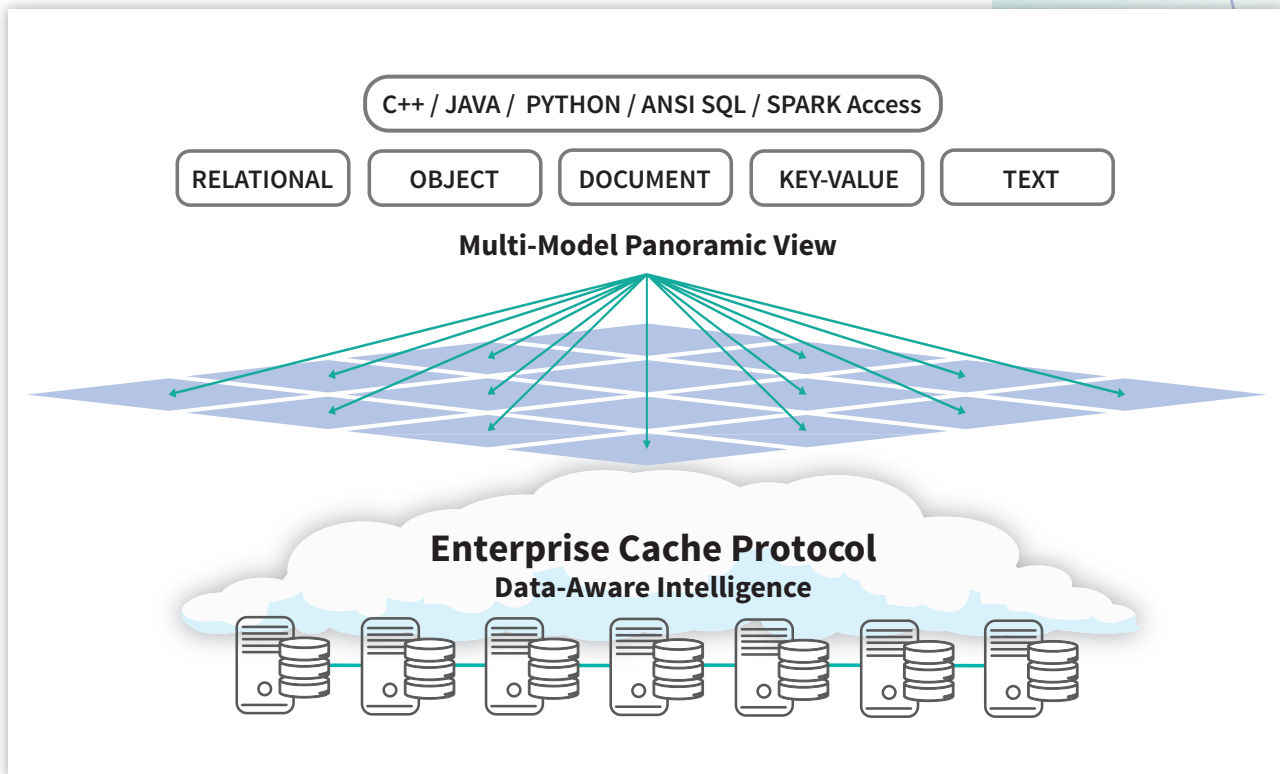 C++ / JAVA / PYTHON / ANSI SQL / SPARK Access
RELATIONAL OBJECT DOCUMENT KEY-VALUE TEXT
Multi-Model Panoramic View
Enterprise Cache Protocol
Data-Aware Intelligence